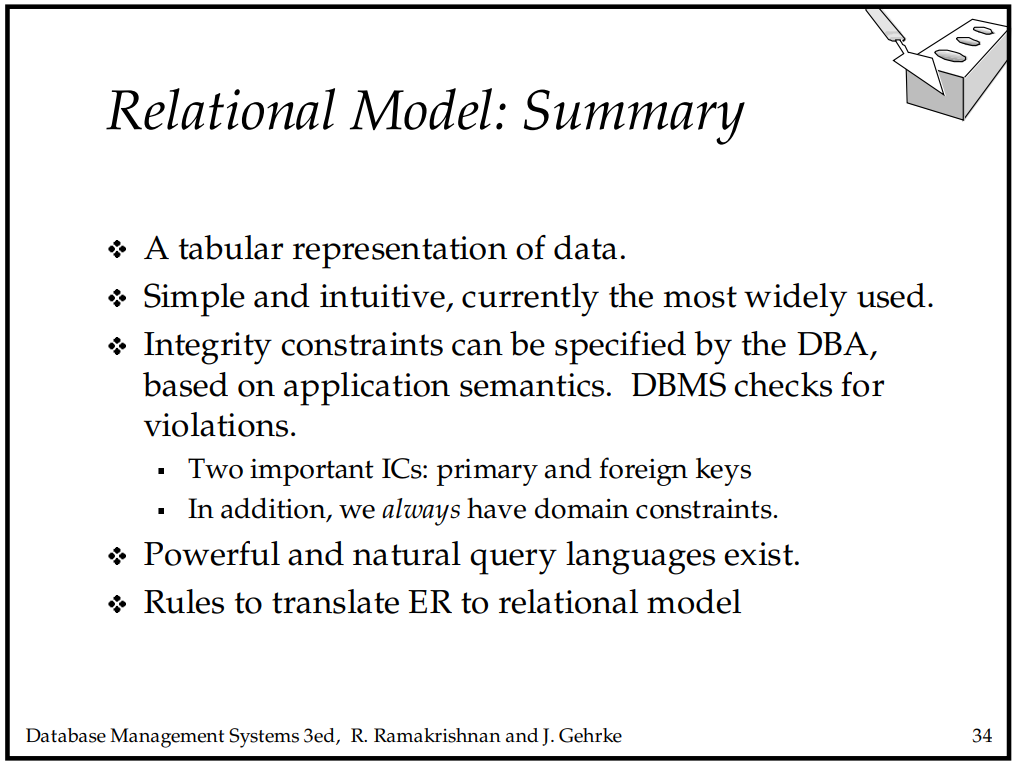 Relational Model: Summary
❖ A tabular representation of data.
❖ Simple and intuitive, currently the most widely used.
❖ Integrity constraints can be specified by the DBA,
based on application semantics. DBMS checks for
violations.
▪ Two important ICs: primary and foreign keys
▪ In addition, we always have domain constraints.
❖ Powerful and natural query languages exist.
❖ Rules to translate ER to relational model
Database Management Systems 3ed, R. Ramakrishnan and J. Gehrke 34